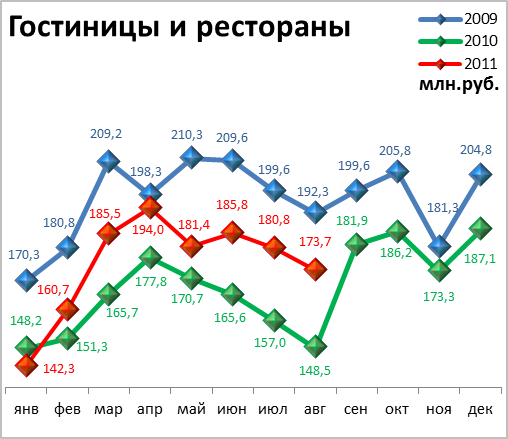 Гостиницы и рестораны
2009
2010
2011
млн.руб.
170,3 180,8 209,2 198,3 210,3 209,6 199,6 192,3 199,6 205,8 181,3 204,8
148,2 151,3 165,7 177,8 170,7 165,6 157,0 148,5 181,9 186,2 173,3 187,1
142,3 160,7 185,5 194,0 181,4 185,8 180,8 173,7
янв фев мар апр май июн июл авг сен окт ноя дек